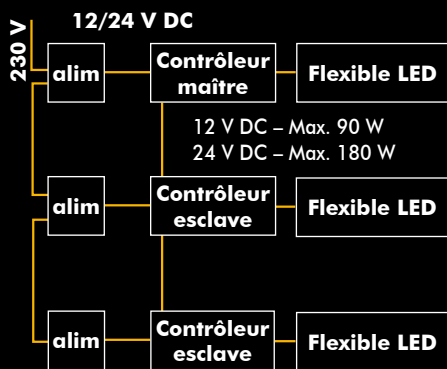 230 V
12/24 V DC
alim
Contrôleur
maître
Flexible LED
12 V DC – Max. 90 W
24 V DC – Max. 180 W
alim
Contrôleur
esclave
Flexible LED
alim
Contrôleur
esclave
Flexible LED